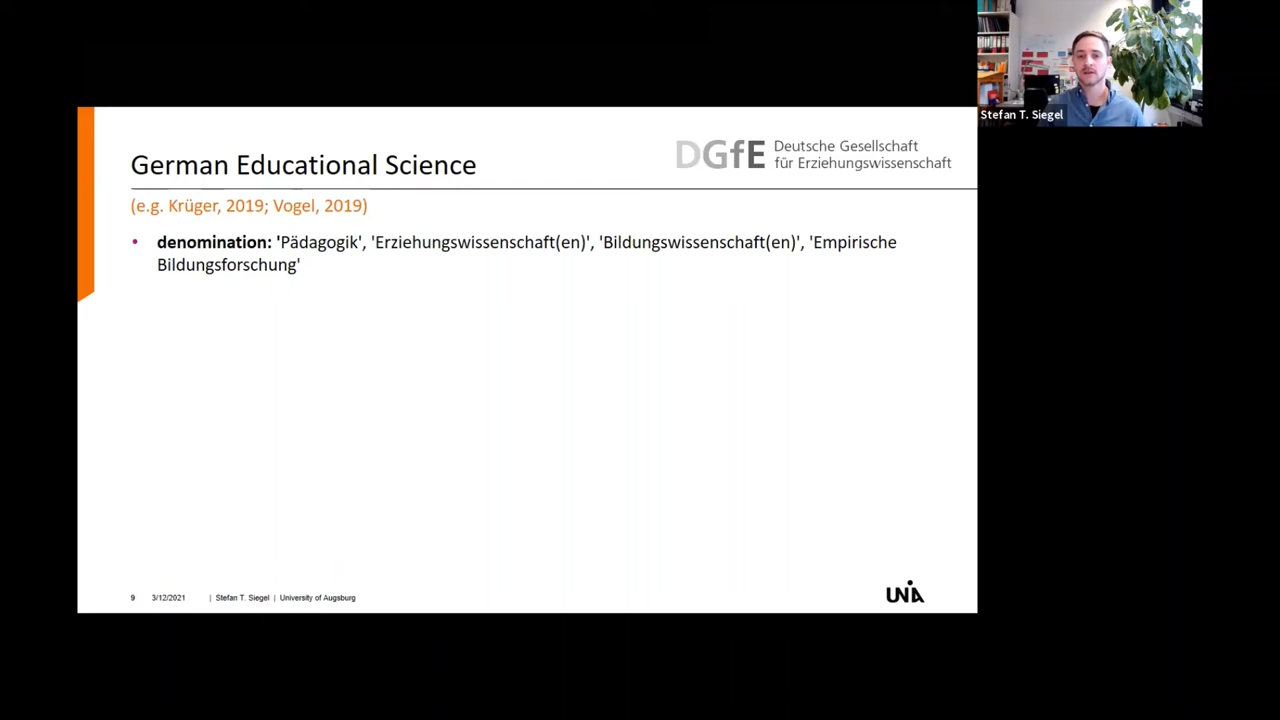 Stefan T. Siegel
German Educational Science
DGfE
Deutsche Gesellschaft
für Erziehungswissenschaft
(e.g. Krüger, 2019; Vogel, 2019)
• denomination: 'Pädagogik', 'Erziehungswissenschaft(en)', 'Bildungswissenschaft(en)', 'Empirische
Bildungsforschung'
9 3/12/2021 | Stefan T. Siegel | University of Augsburg
UNIA